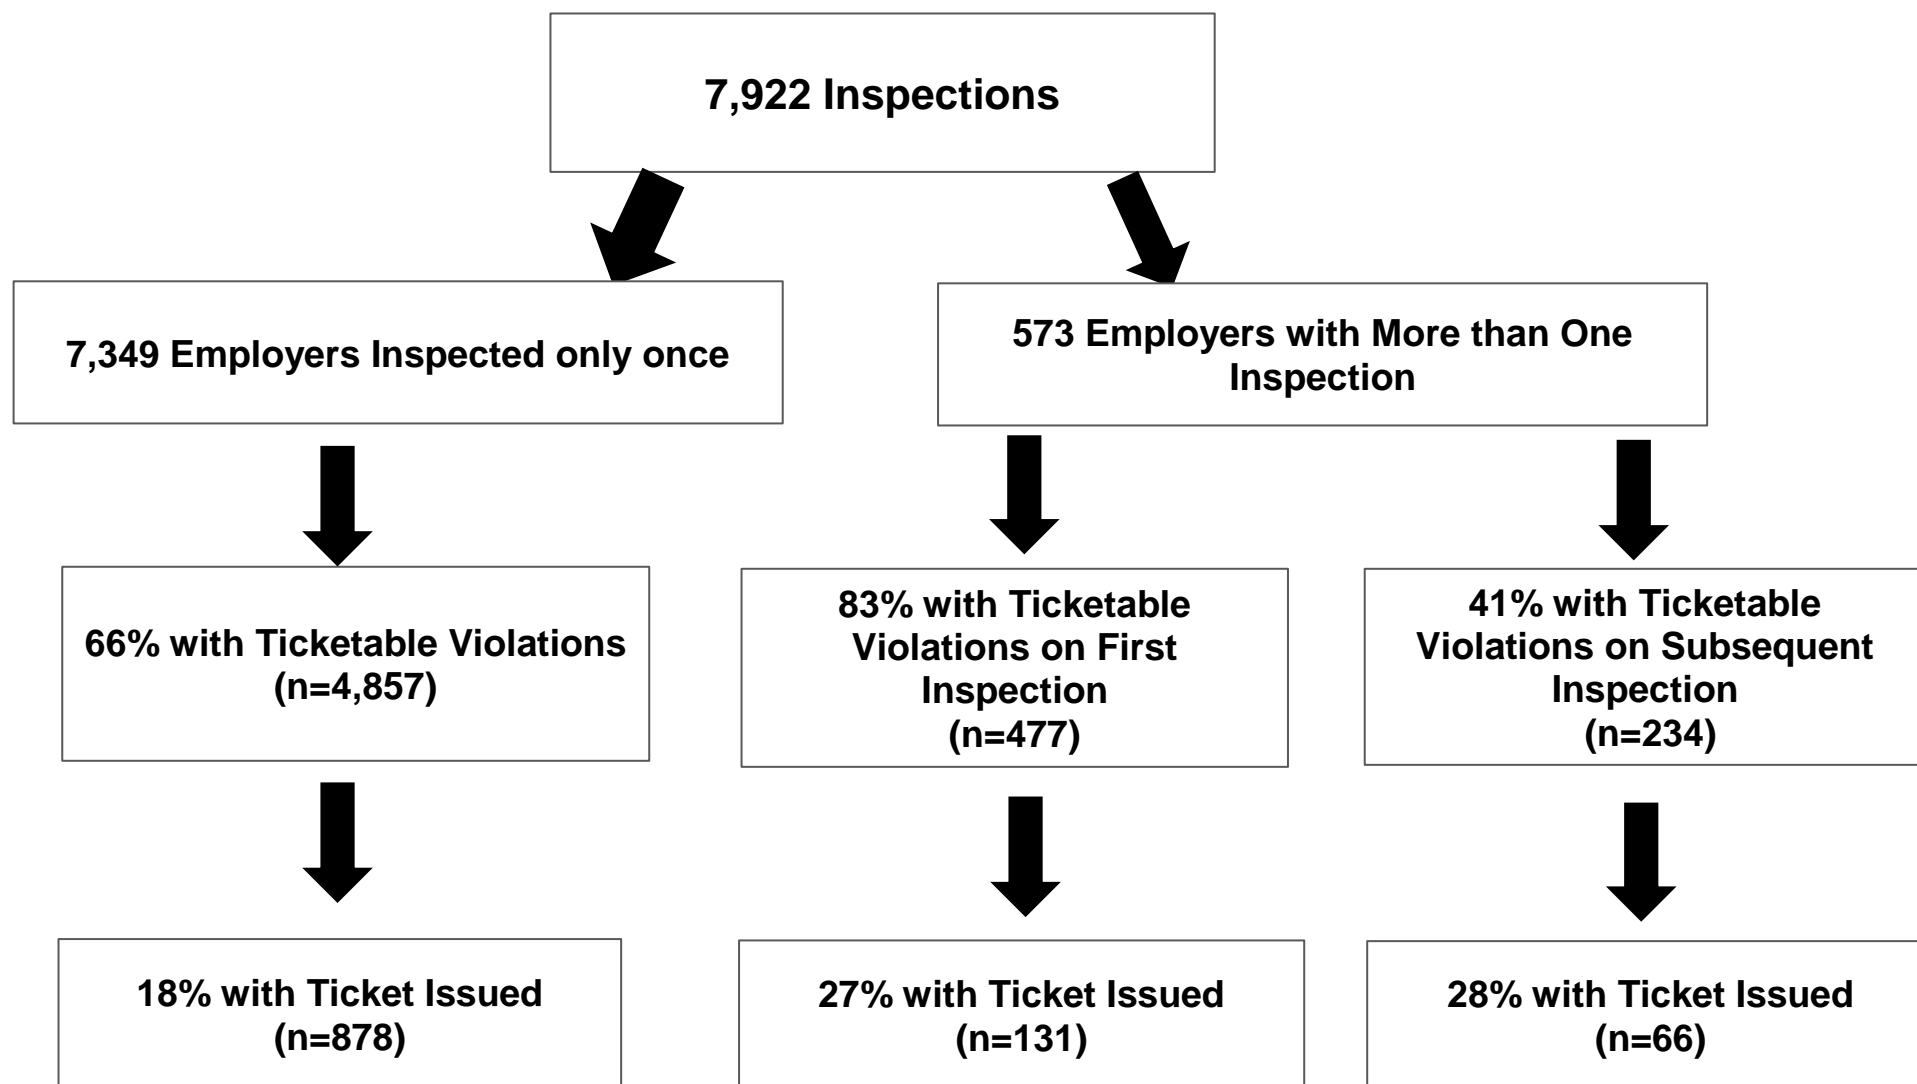 7,922 Inspections
7,349 Employers Inspected only once
573 Employers with More than One
Inspection
66% with Ticketable Violations
(n=4,857)
83% with Ticketable
Violations on First
Inspection
(n=477)
41% with Ticketable
Violations on Subsequent
Inspection
(n=234)
18% with Ticket Issued
(n=878)
27% with Ticket Issued
(n=131)
28% with Ticket Issued
(n=66)